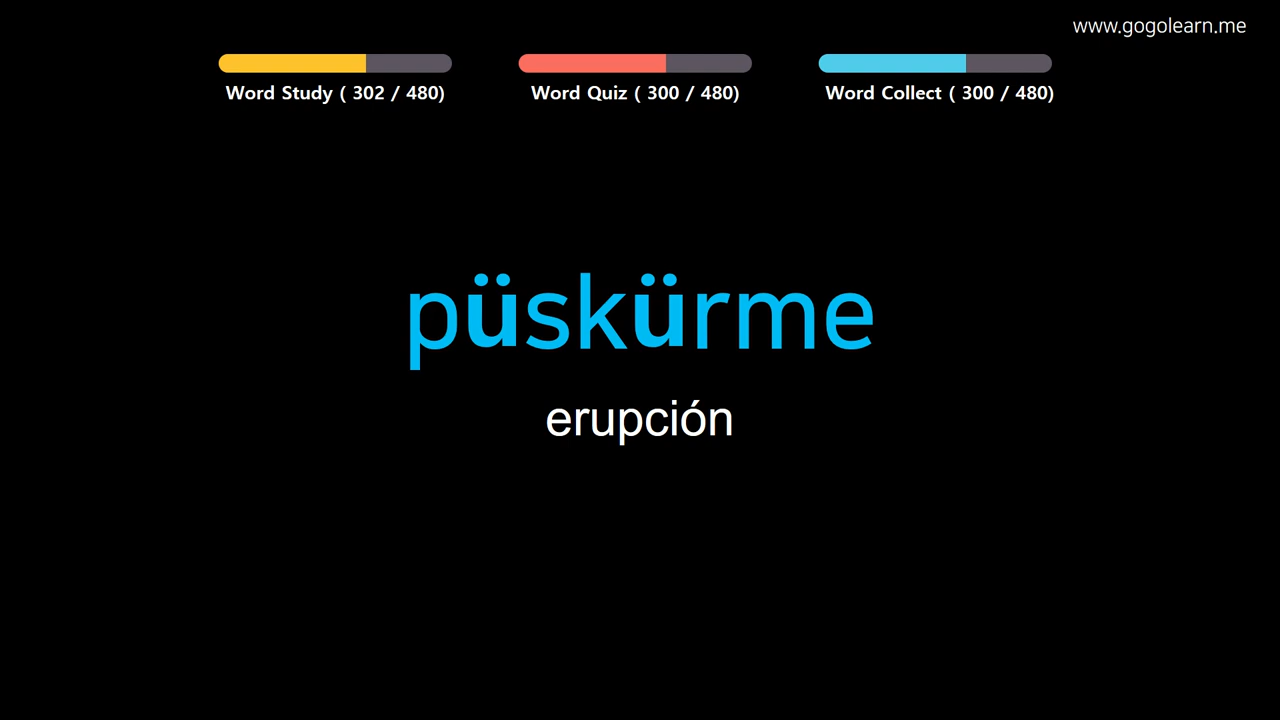 www.gogolearn.me
Word Study ( 302 / 480)
Word Quiz ( 300 / 480)
Word Collect ( 300 / 480)
püskürme
erupción